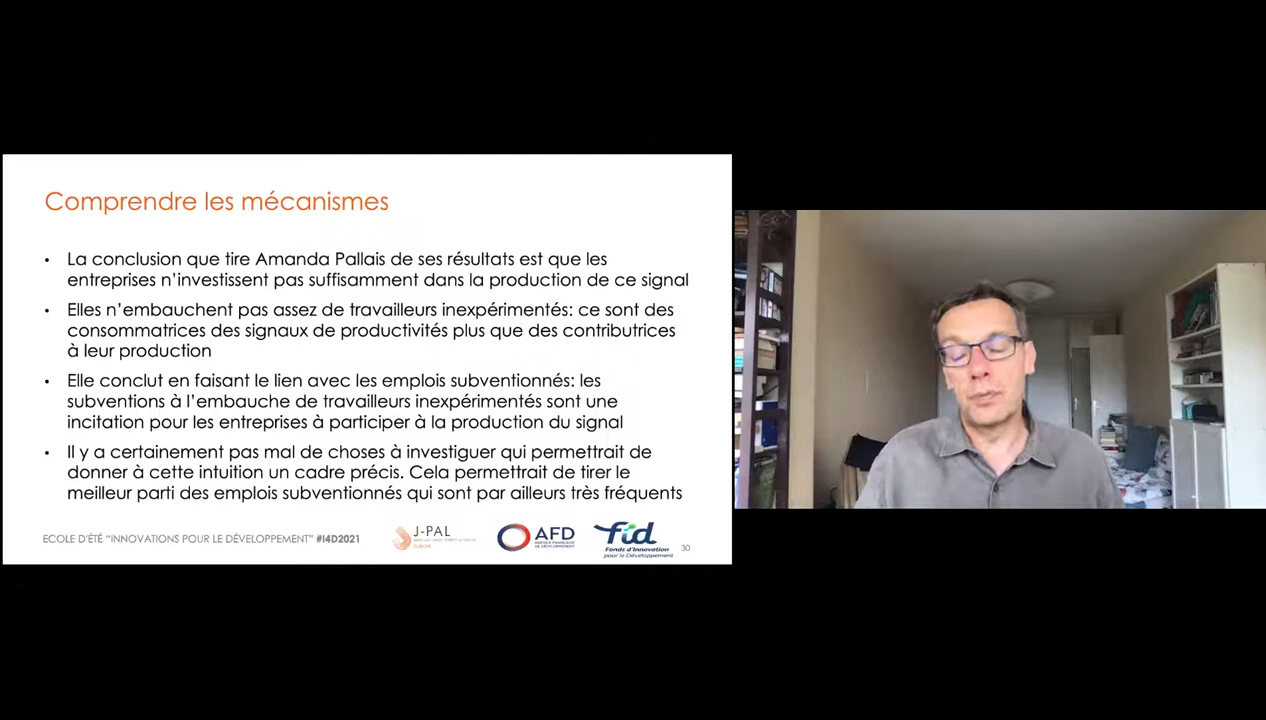 Comprendre les mécanismes
• La conclusion que tire Amanda Pallais de ses résultats est que les
entreprises n'investissent pas suffisamment dans la production de ce signal
• Elles n'embauchent pas assez de travailleurs inexpérimentés: ce sont des
consommatrices des signaux de productivités plus que des contributrices
à leur production
• Elle conclut en faisant le lien avec les emplois subventionnés: les
subventions à l'embauche de travailleurs inexpérimentés sont une
incitation pour les entreprises à participer à la production du signal
• Il y a certainement pas mal de choses à investiguer qui permettrait de
donner à cette intuition un cadre précis. Cela permettrait de tirer le
meilleur parti des emplois subventionnés qui sont par ailleurs très fréquents
ECOLE D'ÉTÉ "INNOVATIONS POUR LE DÉVELOPPEMENT" #I4D2021
J-PAL
EUROPE
AFD
AGENCE FRANÇAISE
DE DÉVELOPPEMENT
fid
Fonds d'Innovation
pour le Développement
30